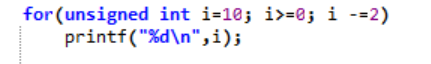 for(unsigned int i=10; i>=0; i -=2)
printf("%d\n",i);